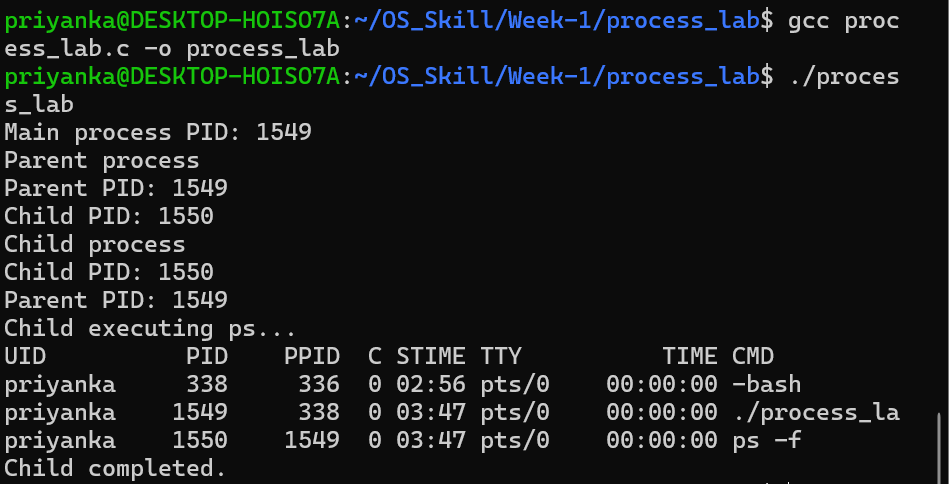 priyanka@DESKTOP-HOISO7A:~/OS_Skill/Week-1/process_lab$ gcc proc
ess_lab.c -o process_lab
priyanka@DESKTOP-HOISO7A:~/OS_Skill/Week-1/process_lab$ ./proces
s_lab
Main process PID: 1549
Parent process
Parent PID: 1549
Child PID: 1550
Child process
Child PID: 1550
Parent PID: 1549
Child executing ps...
UID          PID    PPID  C STIME TTY          TIME CMD
priyanka     338     336  0 02:56 pts/0    00:00:00 -bash
priyanka    1549     338  0 03:47 pts/0    00:00:00 ./process_la
priyanka    1550    1549  0 03:47 pts/0    00:00:00 ps -f
Child completed.